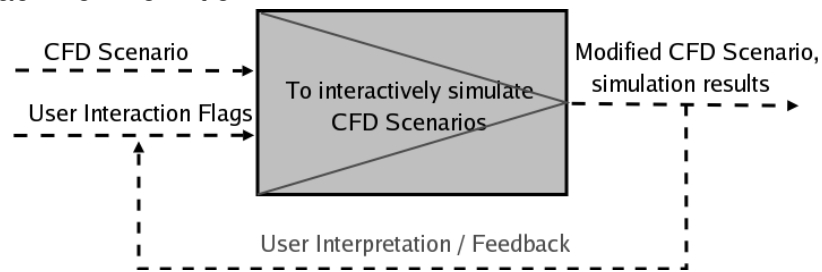 CFD Scenario
User Interaction Flags
To interactively simulate
CFD Scenarios
Modified CFD Scenario,
simulation results
User Interpretation / Feedback